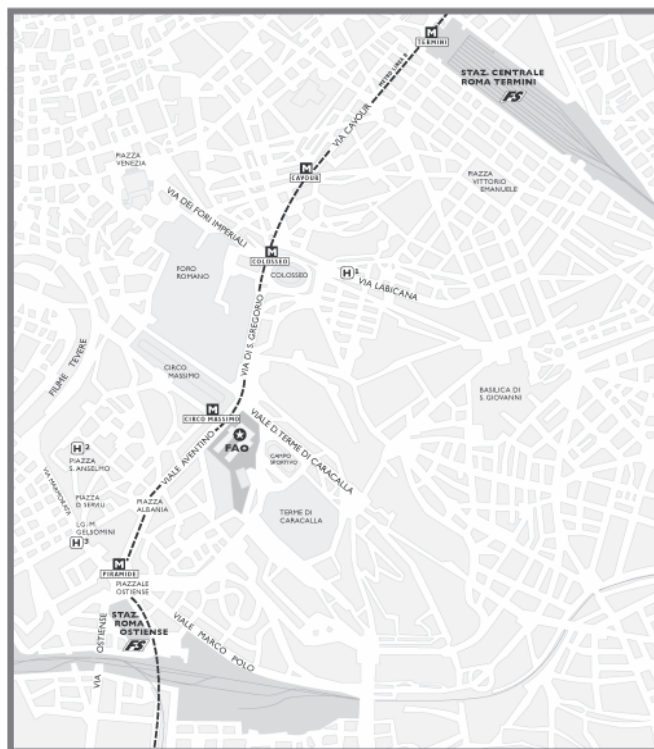 M
TERMINI
METRO LINEA B
STAZ. CENTRALE
ROMA TERMINI
FS
VIA CAVOUR
PIAZZA
VENEZIA
M
CAVOUR
PIAZZA
VITTORIO
EMANUELE
VIA DEI FORI IMPERIALI
M
COLOSSEO
COLOSSEO
H1
VIA LABICANA
FORO
ROMANO
VIA DI S. GREGORIO
FIUME TEVERE
CIRCO
MASSIMO
BASILICA DI
S. GIOVANNI
M
CIRCO MASSIMO
VIALE D. TERME DI CARACALLA
FAO
VIALE AVENTINO
CAMPO
SPORTIVO
H2
PIAZZA
S. ANSELMO
VIA MARMORATA
PIAZZA
D. SERVILI
PIAZZA
ALBANIA
TERME DI
CARACALLA
LG. M.
GELSOMINI
H3
M
PIRAMIDE
PIAZZALE
OSTIENSE
STAZ.
ROMA
OSTIENSE
FS
VIA OSTIENSE
VIALE MARCO POLO